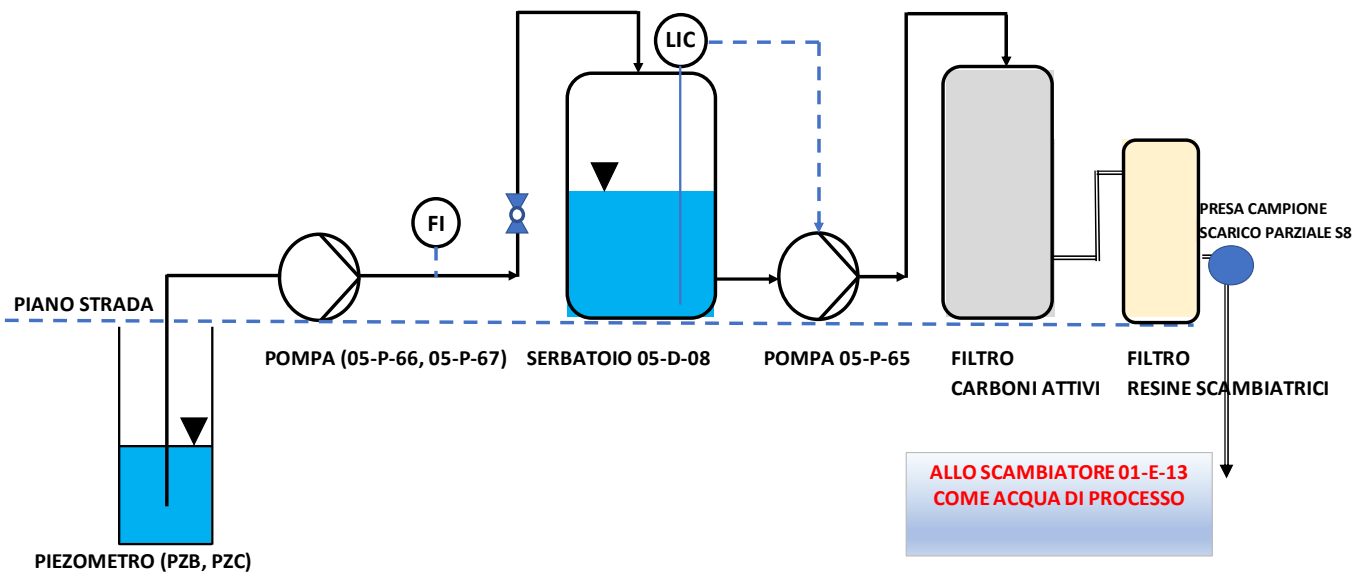 LIC
FI
PRESA CAMPIONE
SCARICO PARZIALE S8
PIANO STRADA
POMPA (05-P-66, 05-P-67)
SERBATOIO 05-D-08
POMPA 05-P-65
FILTRO
CARBONI ATTIVI
FILTRO
RESINE SCAMBIATRICI
ALLO SCAMBIATORE 01-E-13
COME ACQUA DI PROCESSO
PIEZOMETRO (PZB, PZC)